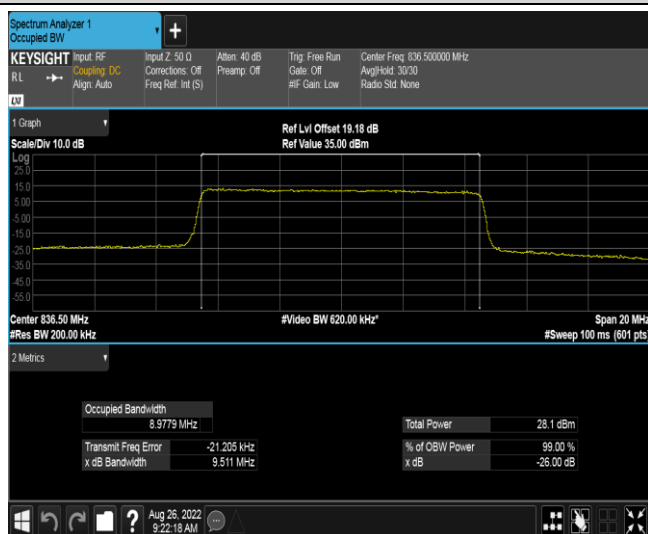 Spectrum Analyzer 1
Occupied BW
KEYSIGHT
RL
LXI
Input: RF
Coupling: DC
Align: Auto
Input Z: 50 Ω
Corrections: Off
Freq Ref: Int (S)
Atten: 40 dB
Preamp: Off
Trig: Free Run
Gate: Off
#IF Gain: Low
Center Freq: 836.500000 MHz
Avg|Hold: 30/30
Radio Std: None
1 Graph
Scale/Div 10.0 dB
Ref Lvl Offset 19.18 dB
Ref Value 35.00 dBm
Log
25.0
15.0
5.00
-5.00
-15.0
-25.0
-35.0
-45.0
-55.0
Center 836.50 MHz
#Res BW 200.00 kHz
#Video BW 620.00 kHz*
Span 20 MHz
#Sweep 100 ms (601 pts)
2 Metrics
Occupied Bandwidth
8.9779 MHz
Transmit Freq Error -21.205 kHz
x dB Bandwidth 9.511 MHz
Total Power 28.1 dBm
% of OBW Power 99.00 %
x dB -26.00 dB
?
Aug 26, 2022
9:22:18 AM